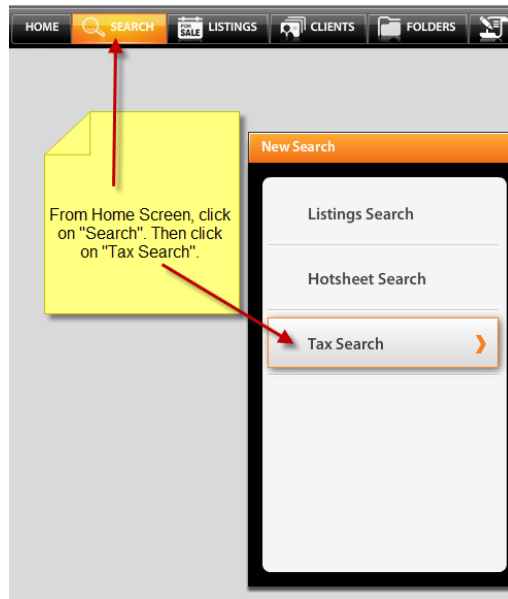 HOME SEARCH FOR SALE LISTINGS CLIENTS FOLDERS
New Search
From Home Screen, click
on "Search". Then click
on "Tax Search".
Listings Search
Hotsheet Search
Tax Search